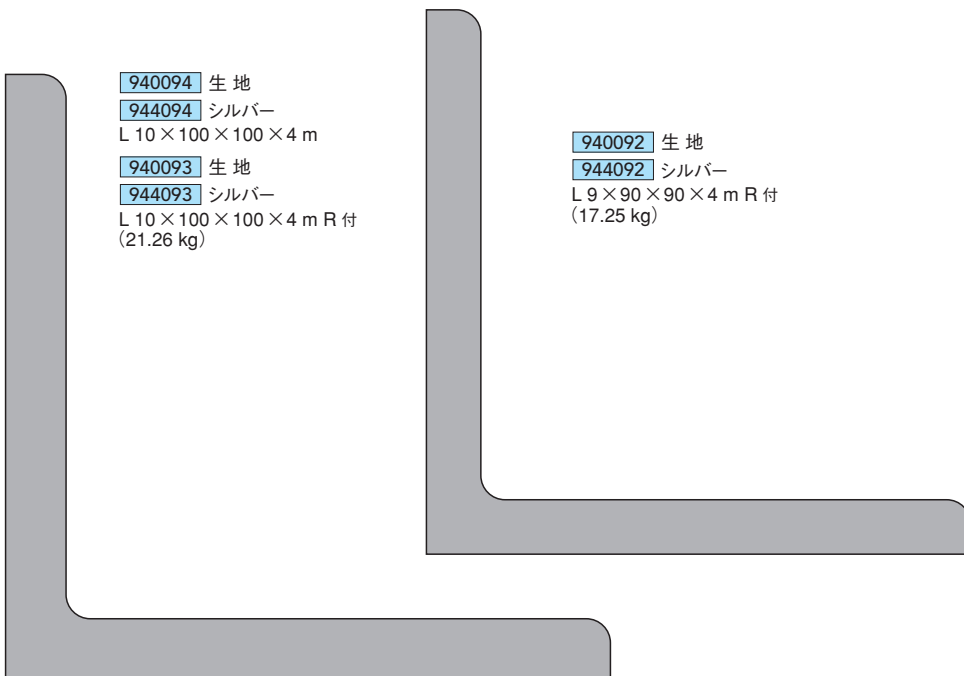 940094 生 地
944094 シルバー
L 10×100×100×4 m
940093 生 地
944093 シルバー
L 10×100×100×4 m R 付
(21.26 kg)
940092 生 地
944092 シルバー
L 9×90×90×4 m R 付
(17.25 kg)